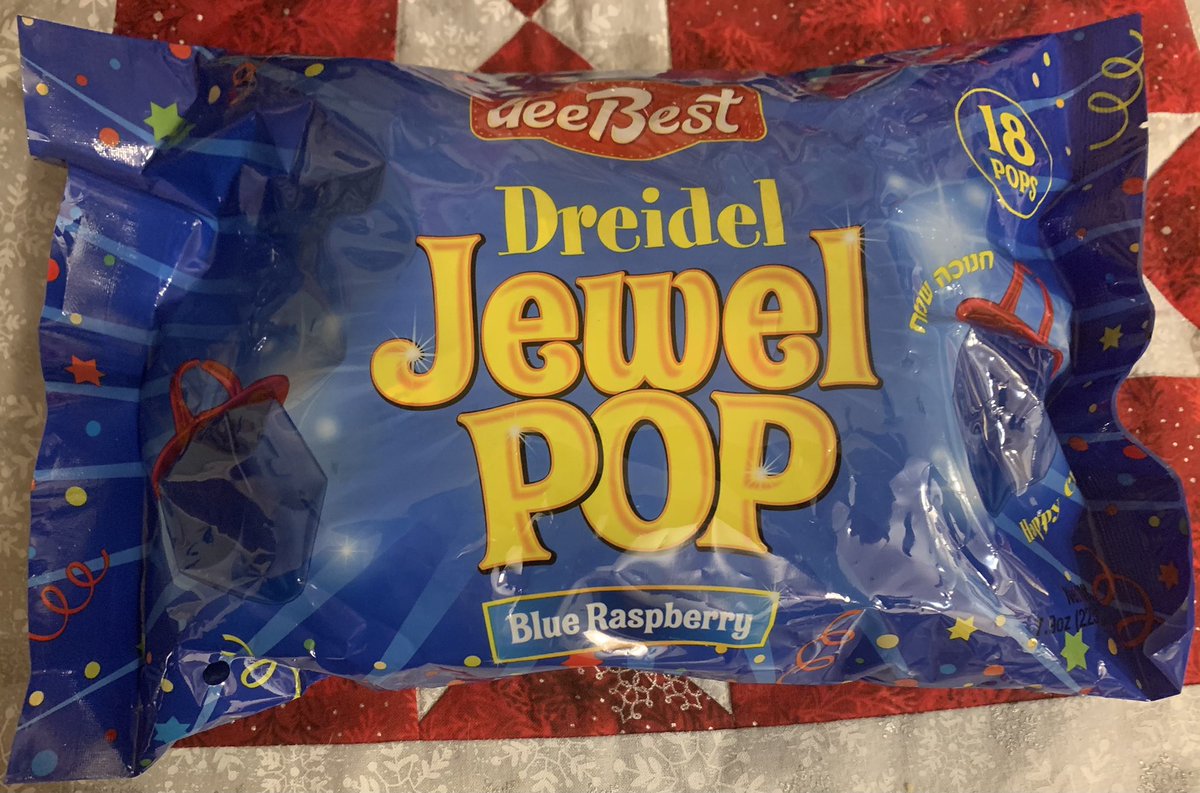 deeBest
18
POPS
Dreidel
Jewel
POP
חנוכה שמח
Happy
Blue Raspberry